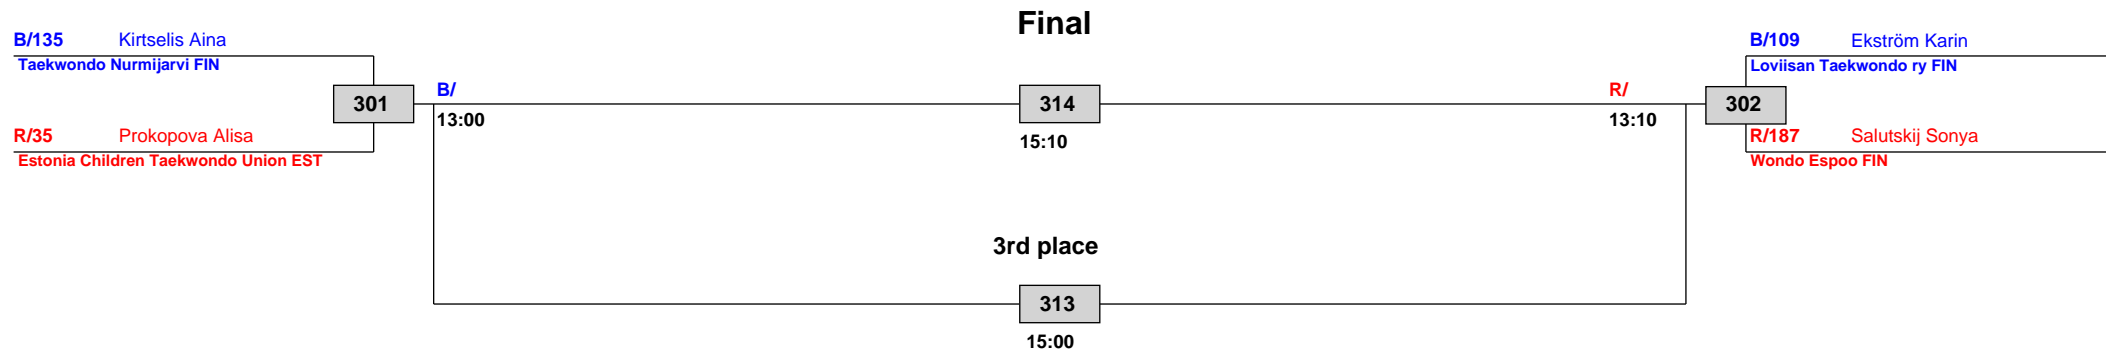 Final
B/135 Kirtselis Aina
Taekwondo Nurmijarvi FIN
301
R/35 Prokopova Alisa
Estonia Children Taekwondo Union EST
B/
13:00
314
15:10
R/
13:10
B/109 Ekström Karin
Loviisan Taekwondo ry FIN
302
R/187 Salutskij Sonya
Wondo Espoo FIN
3rd place
313
15:00